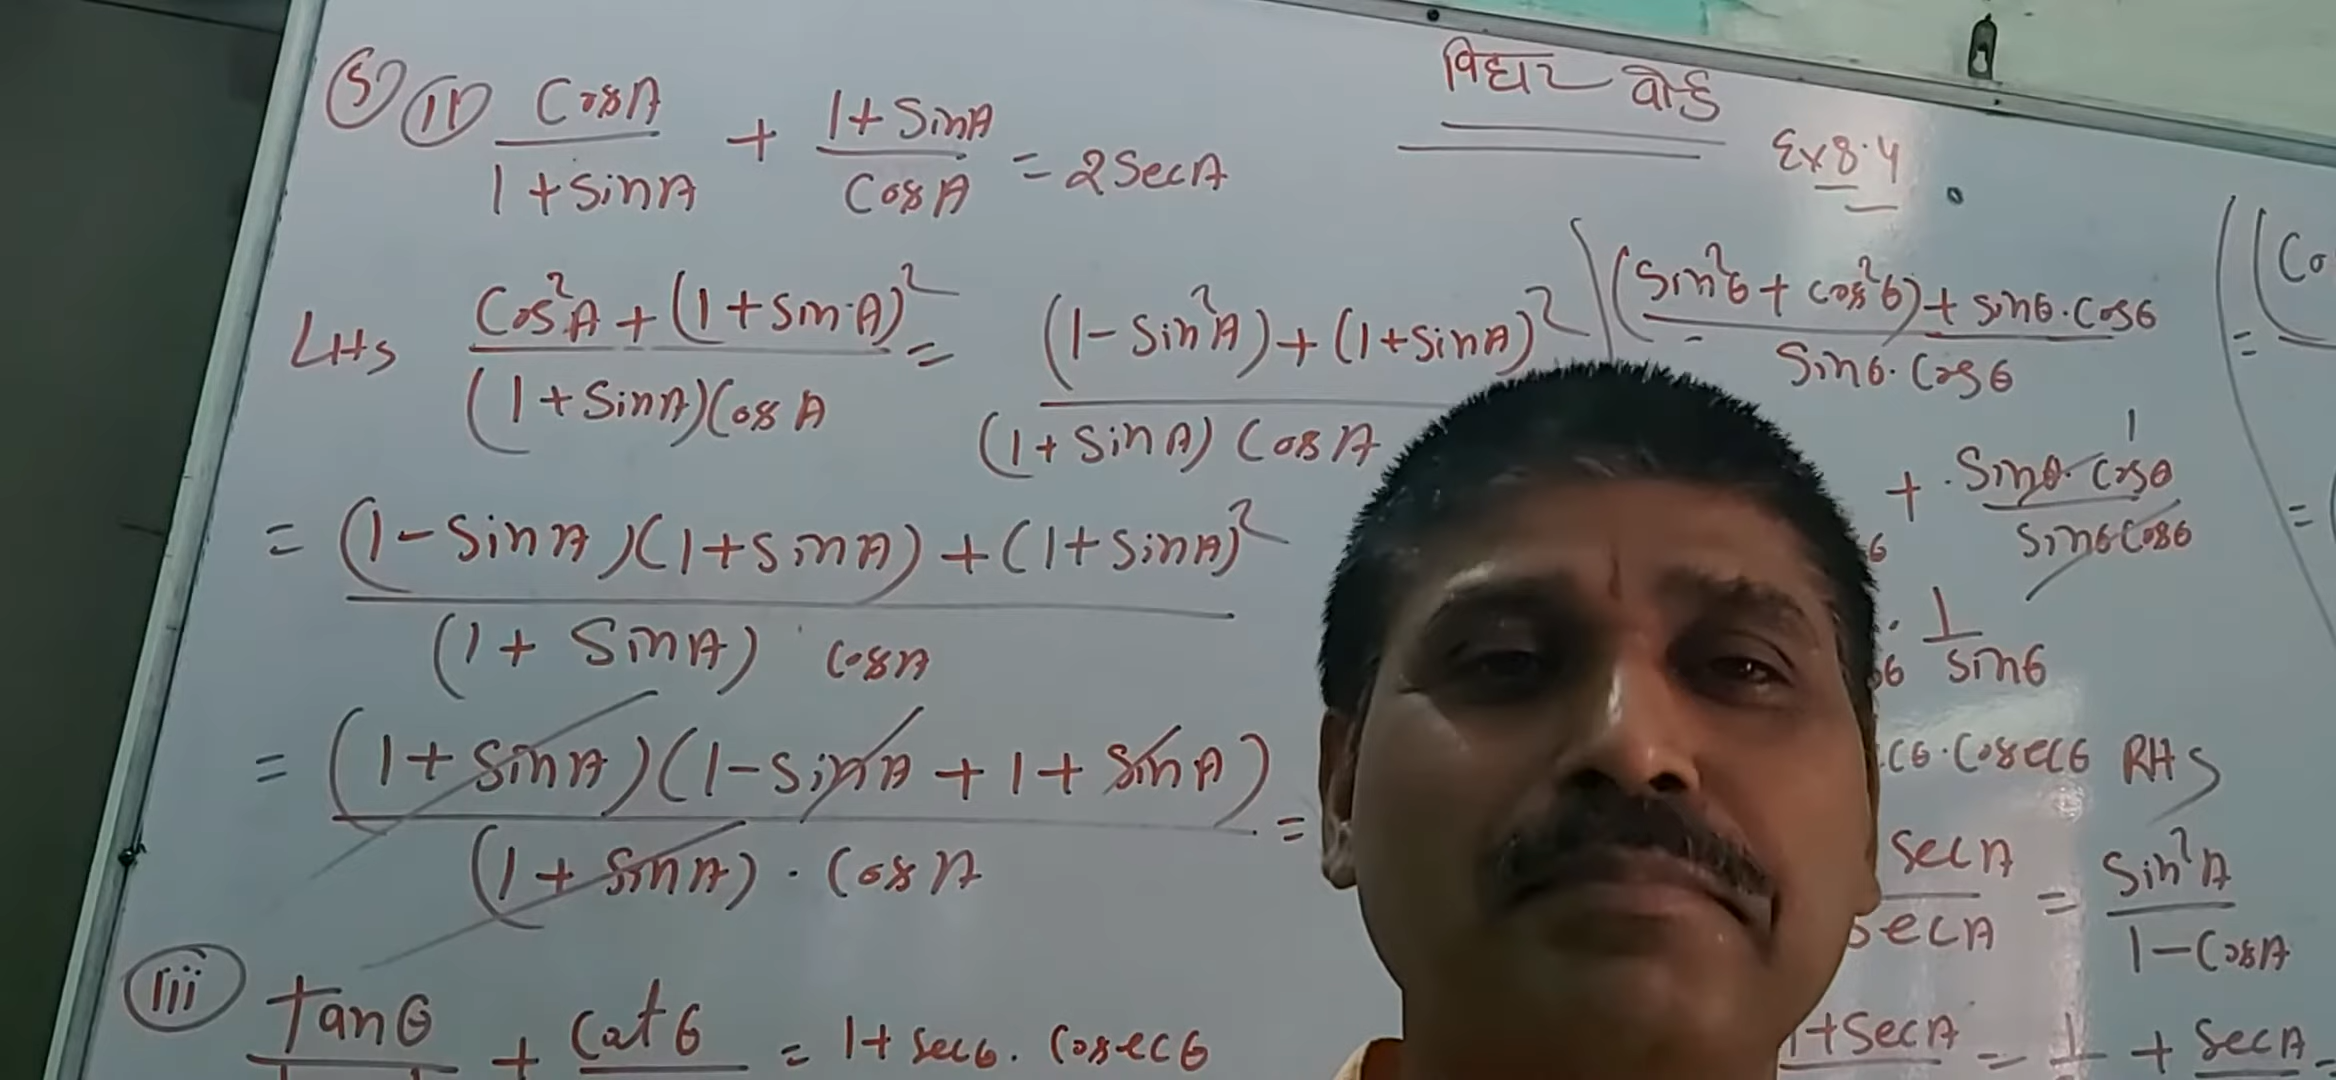 5 ii CosA / 1+SinA + 1+SinA / CosA = 2SecA
बिहार बोर्ड
Ex 8.4
LHS Cos²A+(1+SinA)² / (1+SinA)CosA = (1-Sin²A)+(1+SinA)² / (1+SinA) CosA
= (1-SinA)(1+SinA)+(1+SinA)² / (1+SinA) CosA
= (1+SinA)(1-SinA+1+SinA) / (1+SinA)·CosA =
iii Tanθ + Cotθ = 1+Secθ. Cosecθ
(Sin²θ+Cos²θ)+Sinθ.Cosθ / Sinθ.Cosθ
+ Sinθ.Cosθ / SinθCosθ 1
. 1 / Sinθ
.Cosecθ RHS
SecA / SecA = Sin²A / 1-CosA
1+SecA = 1 + SecA